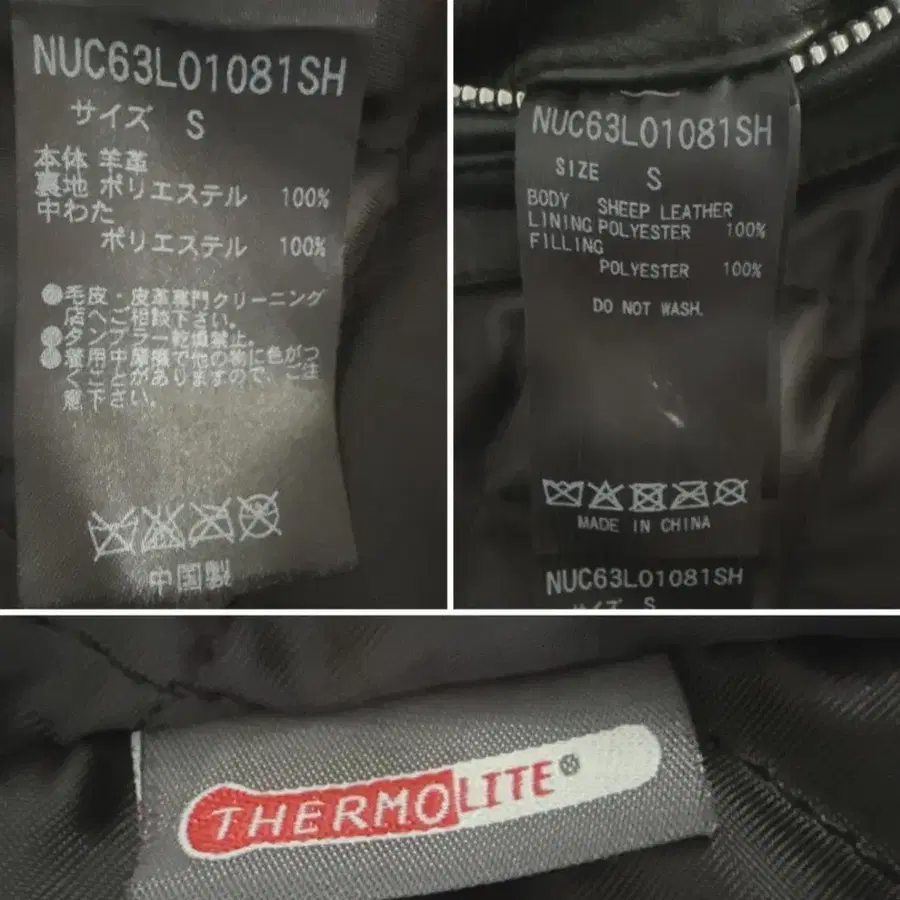 NUC63L01081SH
サイズ S
本体 羊革
裏地 ポリエステル 100%
中わた
ポリエステル 100%
●毛皮・皮革専門クリーニング
店へご相談下さい。
●タンブラー乾燥禁止。
●着用中摩擦で他の物に色がつ
くことがありますので、ご注
意下さい。
中国製
NUC63L01081SH
SIZE S
BODY SHEEP LEATHER
LINING POLYESTER 100%
FILLING
POLYESTER 100%
DO NOT WASH.
MADE IN CHINA
NUC63L01081SH
サイズ S
THERMOLITE®